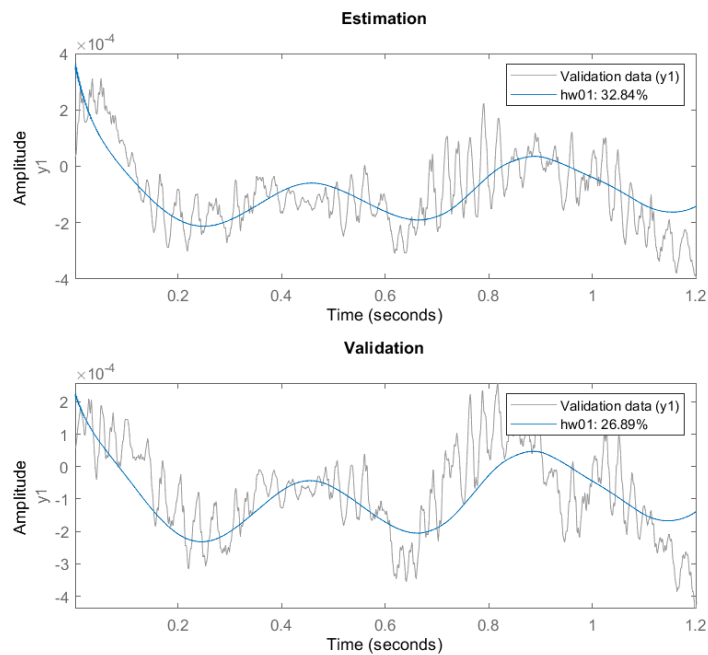 Estimation
×10⁻⁴
4
2
0
-2
-4
Amplitude
y1
Validation data (y1)
hw01: 32.84%
0.2 0.4 0.6 0.8 1 1.2
Time (seconds)
Validation
×10⁻⁴
2
0
-2
-3
-4
Amplitude
y1
Validation data (y1)
hw01: 26.89%
0.2 0.4 0.6 0.8 1 1.2
Time (seconds)